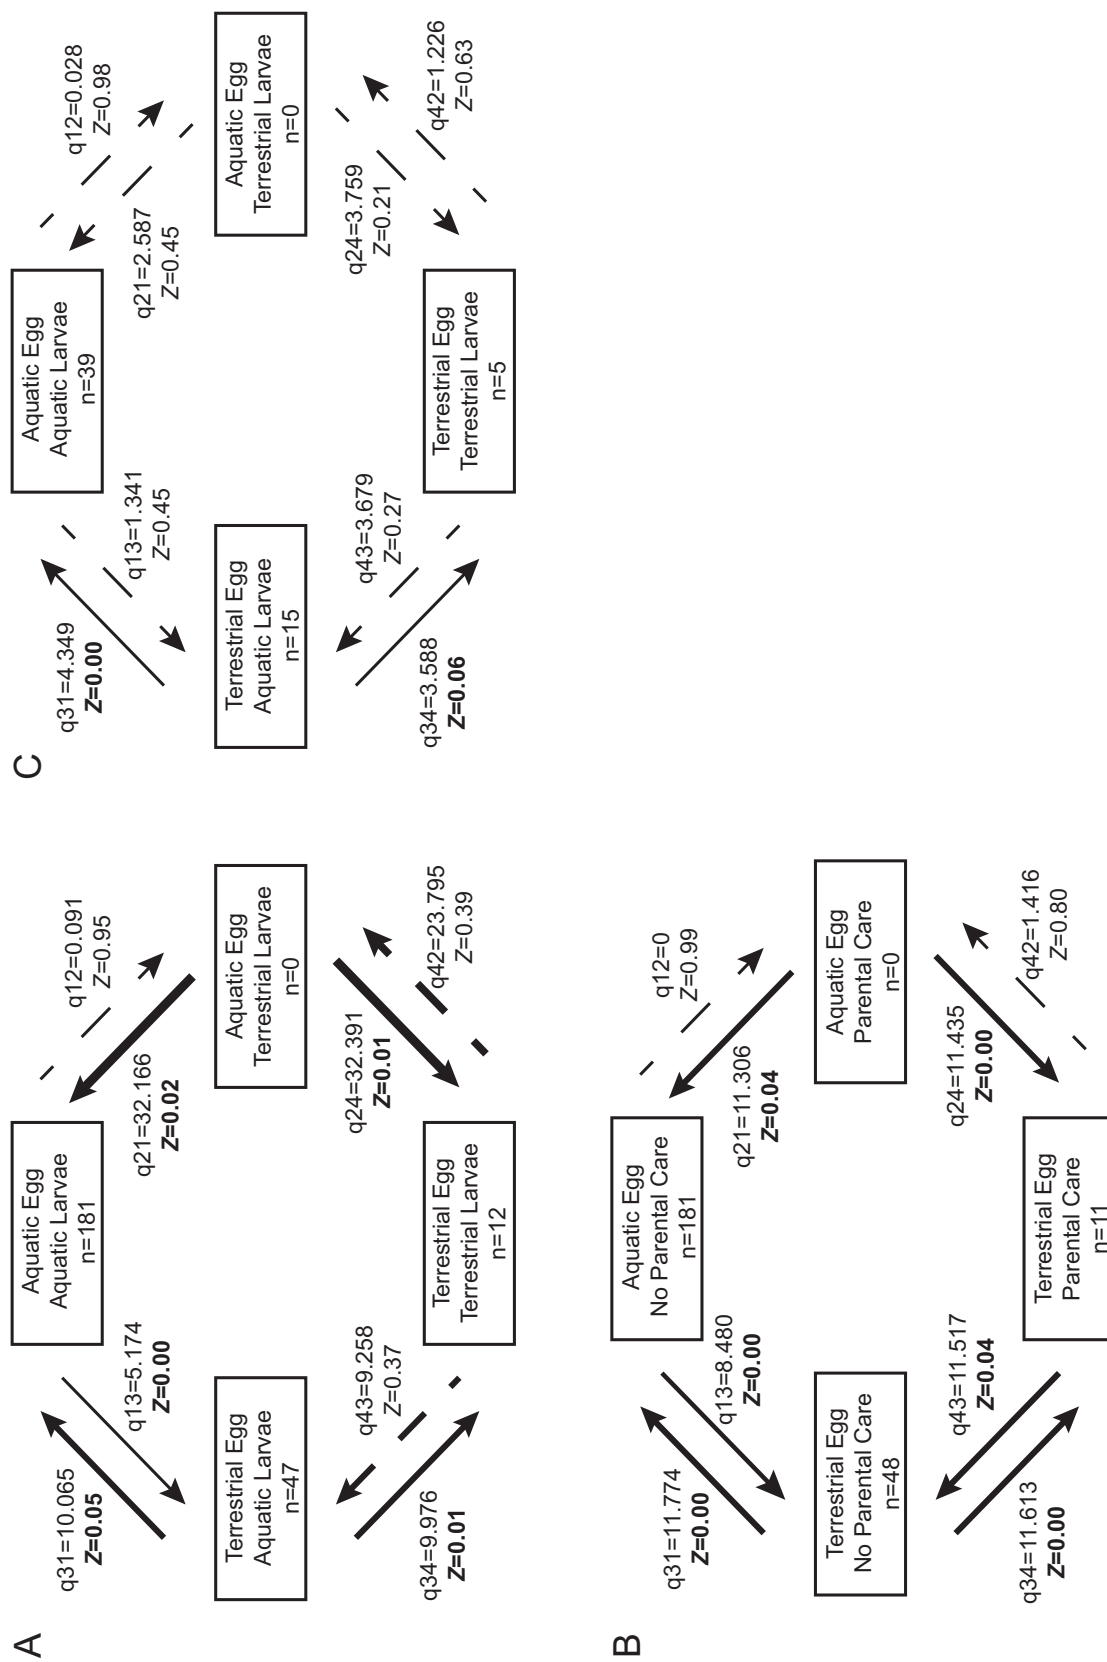 A
Aquatic Egg
Aquatic Larvae
n=181
q31=10.065
Z=0.05
q13=5.174
Z=0.00
q12=0.091
Z=0.95
q21=32.166
Z=0.02
Terrestrial Egg
Aquatic Larvae
n=47
Aquatic Egg
Terrestrial Larvae
n=0
q43=9.258
Z=0.37
q34=9.976
Z=0.01
q24=32.391
Z=0.01
q42=23.795
Z=0.39
Terrestrial Egg
Terrestrial Larvae
n=12
B
Aquatic Egg
No Parental Care
n=181
q31=11.774
Z=0.00
q13=8.480
Z=0.00
q12=0
Z=0.99
q21=11.306
Z=0.04
Terrestrial Egg
No Parental Care
n=48
Aquatic Egg
Parental Care
n=0
q43=11.517
Z=0.04
q34=11.613
Z=0.00
q24=11.435
Z=0.00
q42=1.416
Z=0.80
Terrestrial Egg
Parental Care
n=11
C
Aquatic Egg
Aquatic Larvae
n=39
q31=4.349
Z=0.00
q13=1.341
Z=0.45
q12=0.028
Z=0.98
q21=2.587
Z=0.45
Terrestrial Egg
Aquatic Larvae
n=15
Aquatic Egg
Terrestrial Larvae
n=0
q43=3.679
Z=0.27
q34=3.588
Z=0.06
q24=3.759
Z=0.21
q42=1.226
Z=0.63
Terrestrial Egg
Terrestrial Larvae
n=5